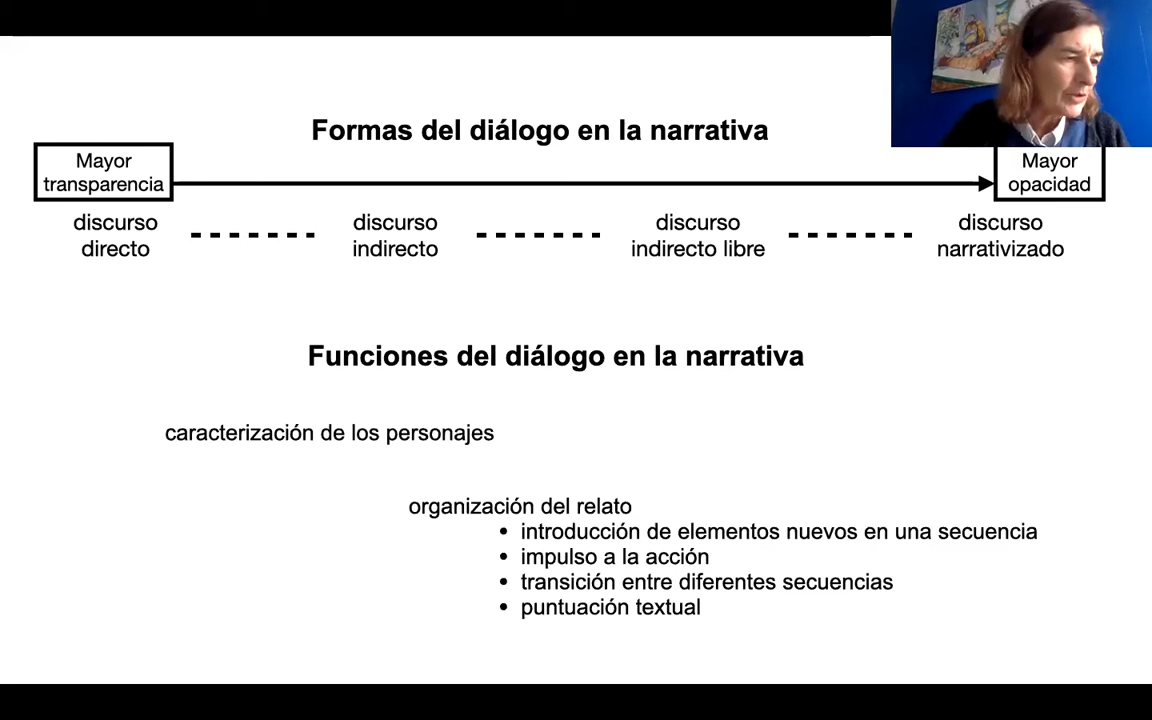 Formas del diálogo en la narrativa
Mayor
transparencia
Mayor
opacidad
discurso
directo
discurso
indirecto
discurso
indirecto libre
discurso
narrativizado
Funciones del diálogo en la narrativa
caracterización de los personajes
organización del relato
• introducción de elementos nuevos en una secuencia
• impulso a la acción
• transición entre diferentes secuencias
• puntuación textual